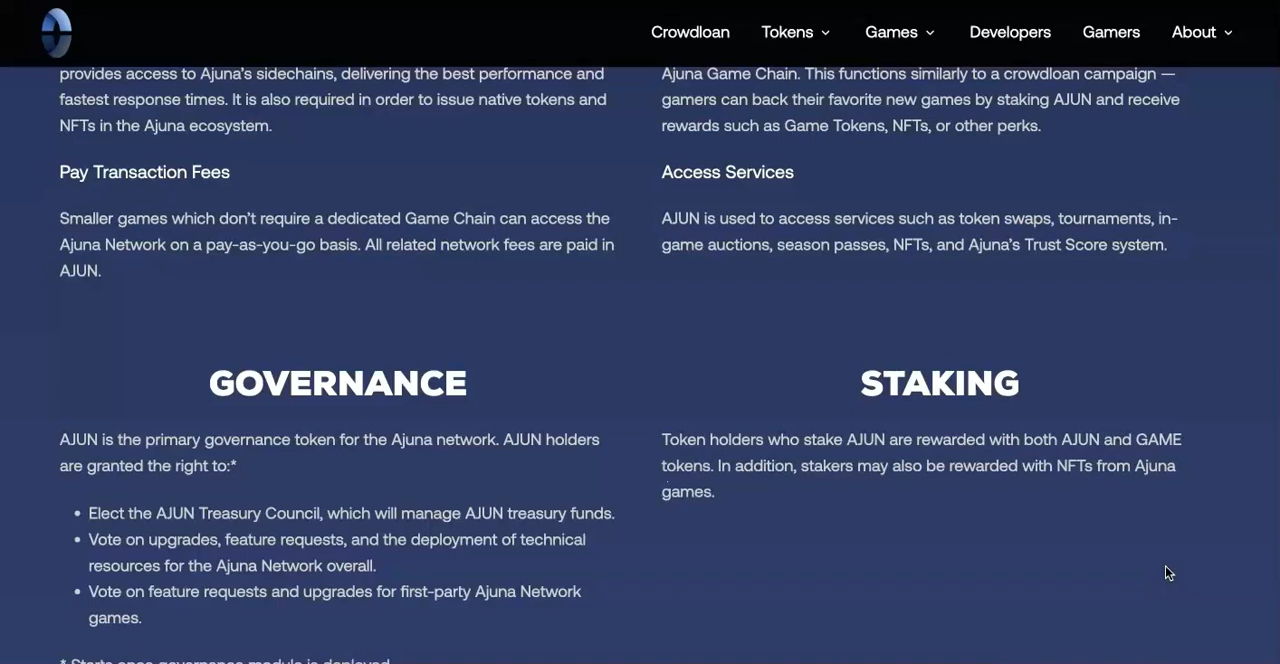 Crowdloan Tokens Games Developers Gamers About
provides access to Ajuna's sidechains, delivering the best performance and
fastest response times. It is also required in order to issue native tokens and
NFTs in the Ajuna ecosystem.
Pay Transaction Fees
Smaller games which don't require a dedicated Game Chain can access the
Ajuna Network on a pay-as-you-go basis. All related network fees are paid in
AJUN.
Ajuna Game Chain. This functions similarly to a crowdloan campaign —
gamers can back their favorite new games by staking AJUN and receive
rewards such as Game Tokens, NFTs, or other perks.
Access Services
AJUN is used to access services such as token swaps, tournaments, in-
game auctions, season passes, NFTs, and Ajuna's Trust Score system.
GOVERNANCE
AJUN is the primary governance token for the Ajuna network. AJUN holders
are granted the right to:*
• Elect the AJUN Treasury Council, which will manage AJUN treasury funds.
• Vote on upgrades, feature requests, and the deployment of technical
resources for the Ajuna Network overall.
• Vote on feature requests and upgrades for first-party Ajuna Network
games.
* Starts once governance module is deployed
STAKING
Token holders who stake AJUN are rewarded with both AJUN and GAME
tokens. In addition, stakers may also be rewarded with NFTs from Ajuna
games.